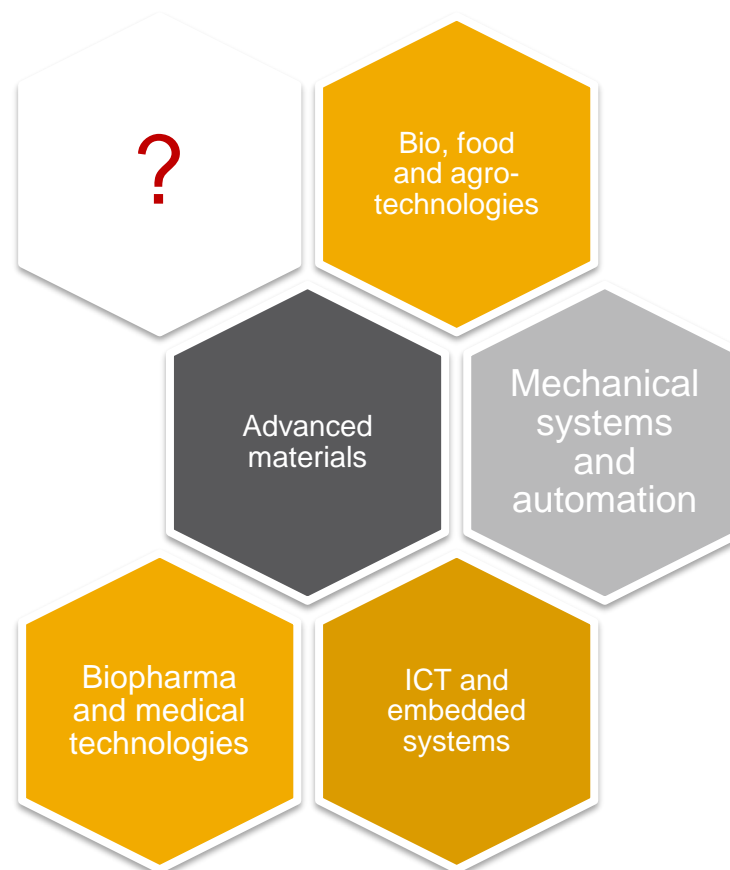 ?
Bio, food
and agro-
technologies
Advanced
materials
Mechanical
systems
and
automation
Biopharma
and medical
technologies
ICT and
embedded
systems